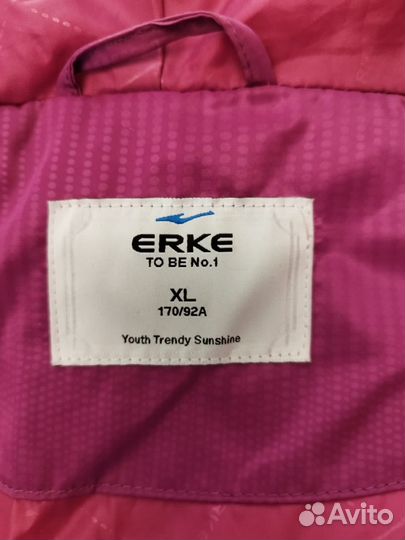 ERKE
TO BE No.1
XL
170/92A
Youth Trendy Sunshine
Avito